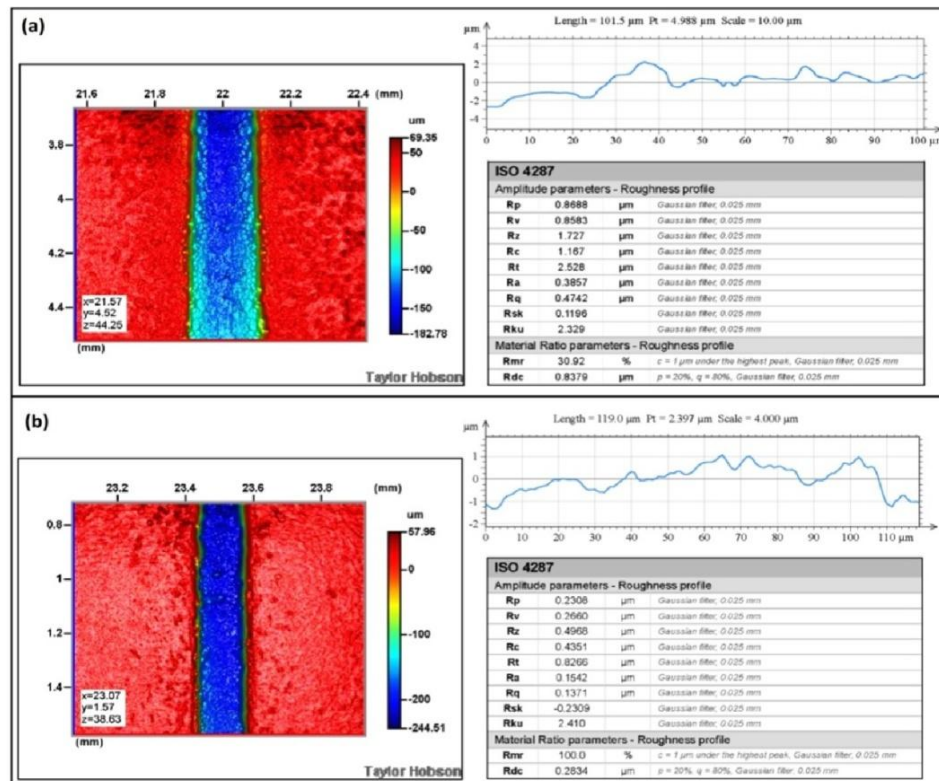 (a)
Length = 101.5 µm Pt = 4.988 µm Scale = 10.00 µm
µm
4
2
0
-2
-4
0 10 20 30 40 50 60 70 80 90 100 µm
21.6 21.8 22 22.2 22.4 (mm)
3.8
4
4.2
4.4
(mm)
x=21.57
y=4.52
z=44.25
um
69.35
50
0
-50
-100
-150
-182.78
Taylor Hobson
ISO 4287
Amplitude parameters - Roughness profile
Rp 0.8688 µm Gaussian filter, 0.025 mm
Rv 0.8583 µm Gaussian filter, 0.025 mm
Rz 1.727 µm Gaussian filter, 0.025 mm
Rc 1.167 µm Gaussian filter, 0.025 mm
Rt 2.528 µm Gaussian filter, 0.025 mm
Ra 0.3857 µm Gaussian filter, 0.025 mm
Rq 0.4742 µm Gaussian filter, 0.025 mm
Rsk 0.1196 Gaussian filter, 0.025 mm
Rku 2.329 Gaussian filter, 0.025 mm
Material Ratio parameters - Roughness profile
Rmr 30.92 % c = 1 µm under the highest peak, Gaussian filter, 0.025 mm
Rdc 0.8379 µm p = 20%, q = 80%, Gaussian filter, 0.025 mm
(b)
Length = 119.0 µm Pt = 2.397 µm Scale = 4.000 µm
µm
1
0
-1
-2
0 10 20 30 40 50 60 70 80 90 100 110 µm
23.2 23.4 23.6 23.8 (mm)
0.8
1
1.2
1.4
(mm)
x=23.07
y=1.57
z=38.63
um
57.96
0
-100
-200
-244.51
Taylor Hobson
ISO 4287
Amplitude parameters - Roughness profile
Rp 0.2308 µm Gaussian filter, 0.025 mm
Rv 0.2660 µm Gaussian filter, 0.025 mm
Rz 0.4968 µm Gaussian filter, 0.025 mm
Rc 0.4351 µm Gaussian filter, 0.025 mm
Rt 0.8266 µm Gaussian filter, 0.025 mm
Ra 0.1542 µm Gaussian filter, 0.025 mm
Rq 0.1371 µm Gaussian filter, 0.025 mm
Rsk -0.2309 Gaussian filter, 0.025 mm
Rku 2.410 Gaussian filter, 0.025 mm
Material Ratio parameters - Roughness profile
Rmr 100.0 % c = 1 µm under the highest peak, Gaussian filter, 0.025 mm
Rdc 0.2834 µm p = 20%, q = 80%, Gaussian filter, 0.025 mm